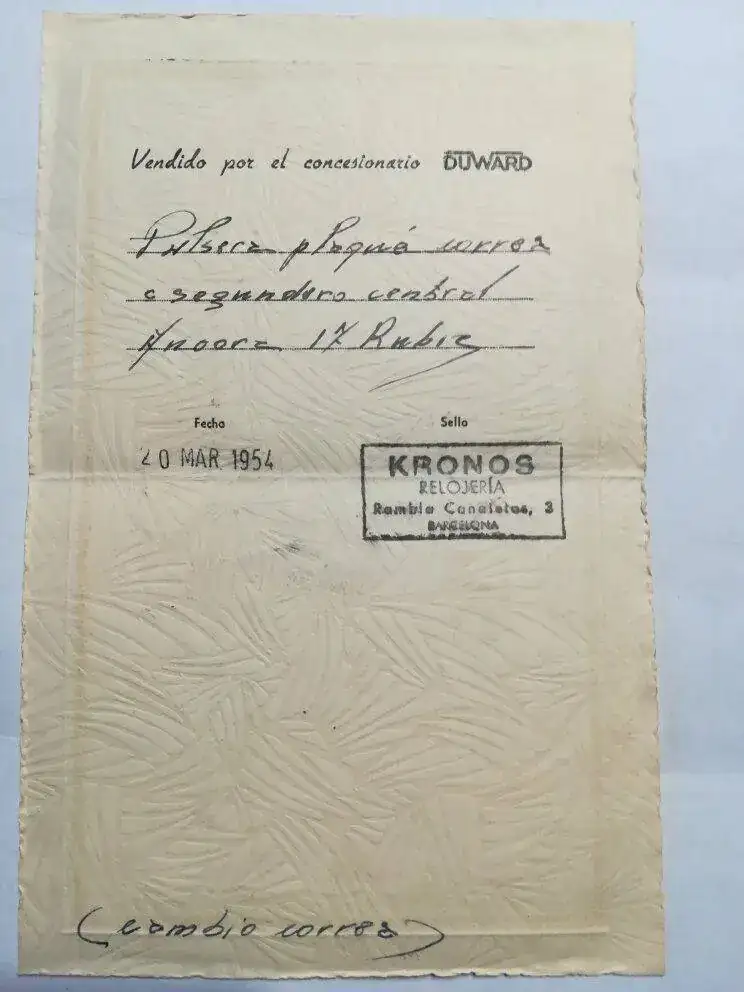 Vendido por el concesionario DUWARD
Pulsera plaqué correa
c segundero central
Ancora 17 Rubis
Fecha
Sello
20 MAR 1954
KRONOS
RELOJERÍA
Rambla Canaletas, 3
BARCELONA
(cambio correa)